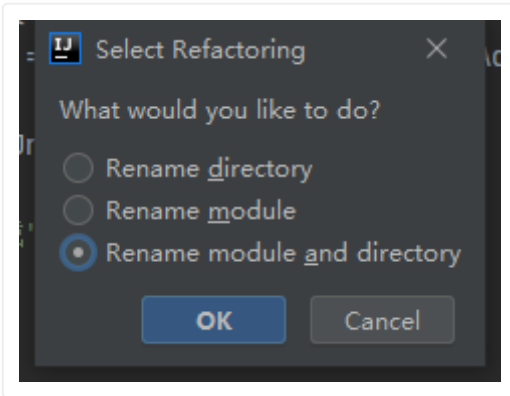 IJ Select Refactoring
What would you like to do?
Rename directory
Rename module
Rename module and directory
OK Cancel